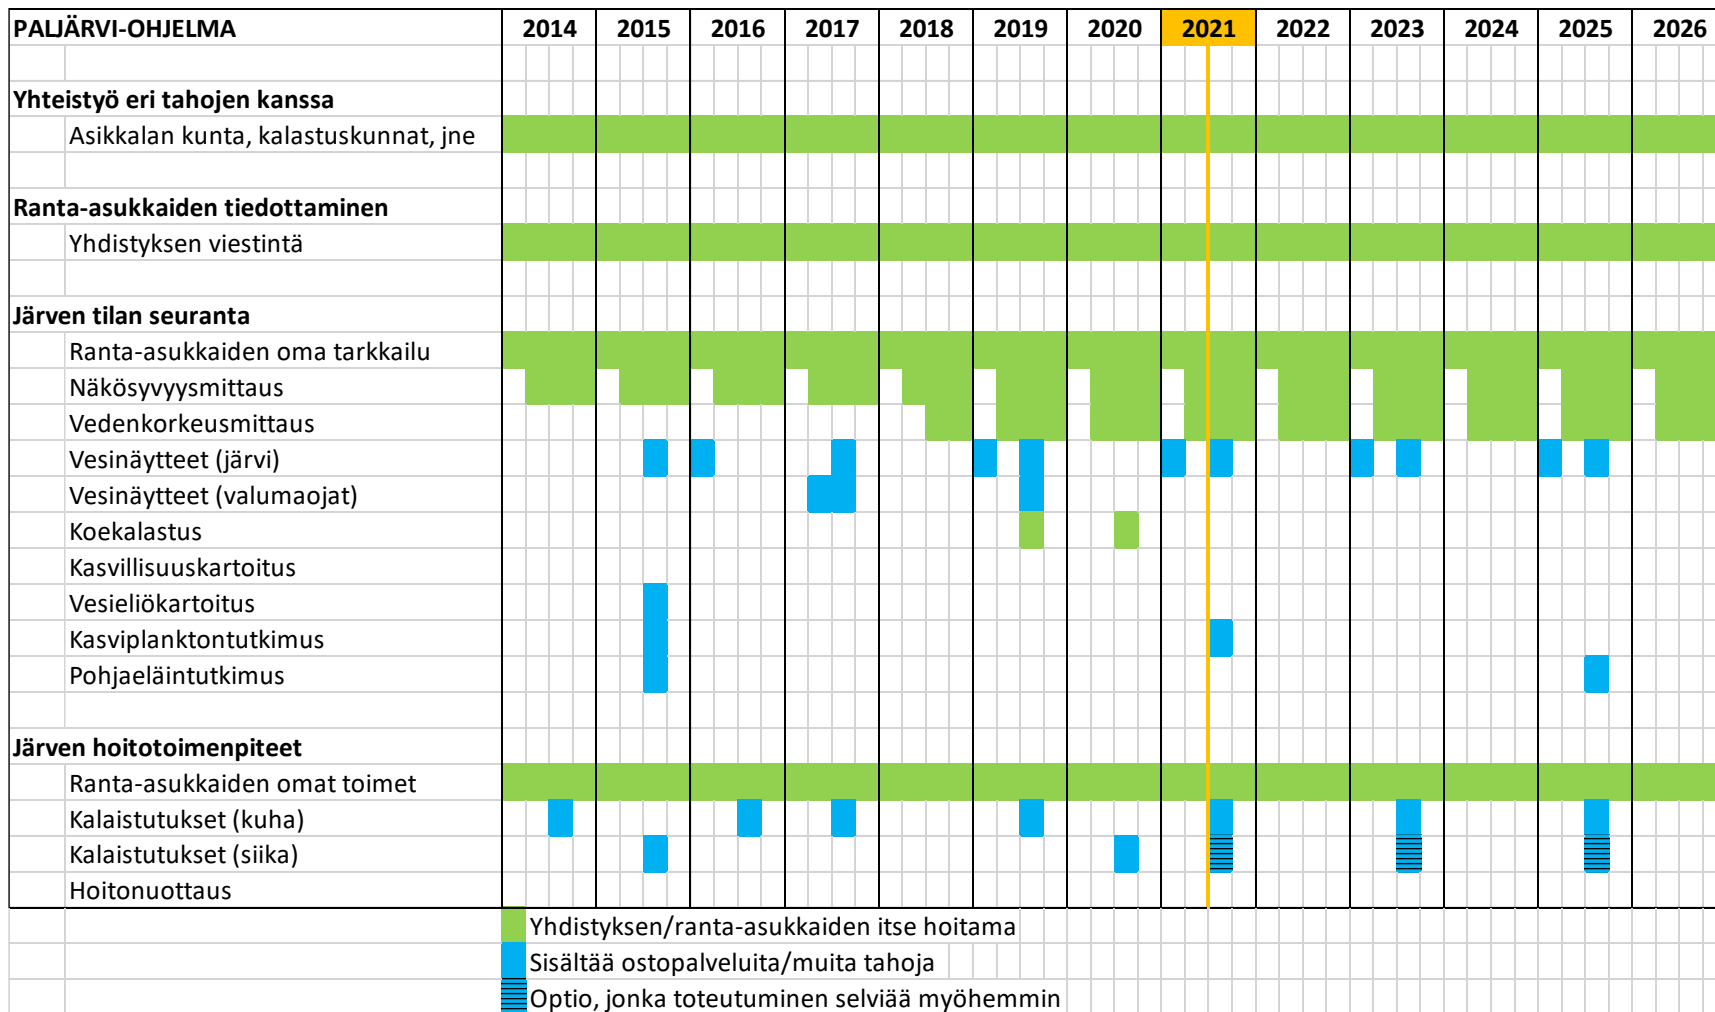 PALJÄRVI-OHJELMA 2014 2015 2016 2017 2018 2019 2020 2021 2022 2023 2024 2025 2026
Yhteistyö eri tahojen kanssa
Asikkalan kunta, kalastuskunnat, jne
Ranta-asukkaiden tiedottaminen
Yhdistyksen viestintä
Järven tilan seuranta
Ranta-asukkaiden oma tarkkailu
Näkösyvyysmittaus
Vedenkorkeusmittaus
Vesinäytteet (järvi)
Vesinäytteet (valumaojat)
Koekalastus
Kasvillisuuskartoitus
Vesieliökartoitus
Kasviplanktontutkimus
Pohjaeläintutkimus
Järven hoitotoimenpiteet
Ranta-asukkaiden omat toimet
Kalaistutukset (kuha)
Kalaistutukset (siika)
Hoitonuottaus
Yhdistyksen/ranta-asukkaiden itse hoitama
Sisältää ostopalveluita/muita tahoja
Optio, jonka toteutuminen selviää myöhemmin